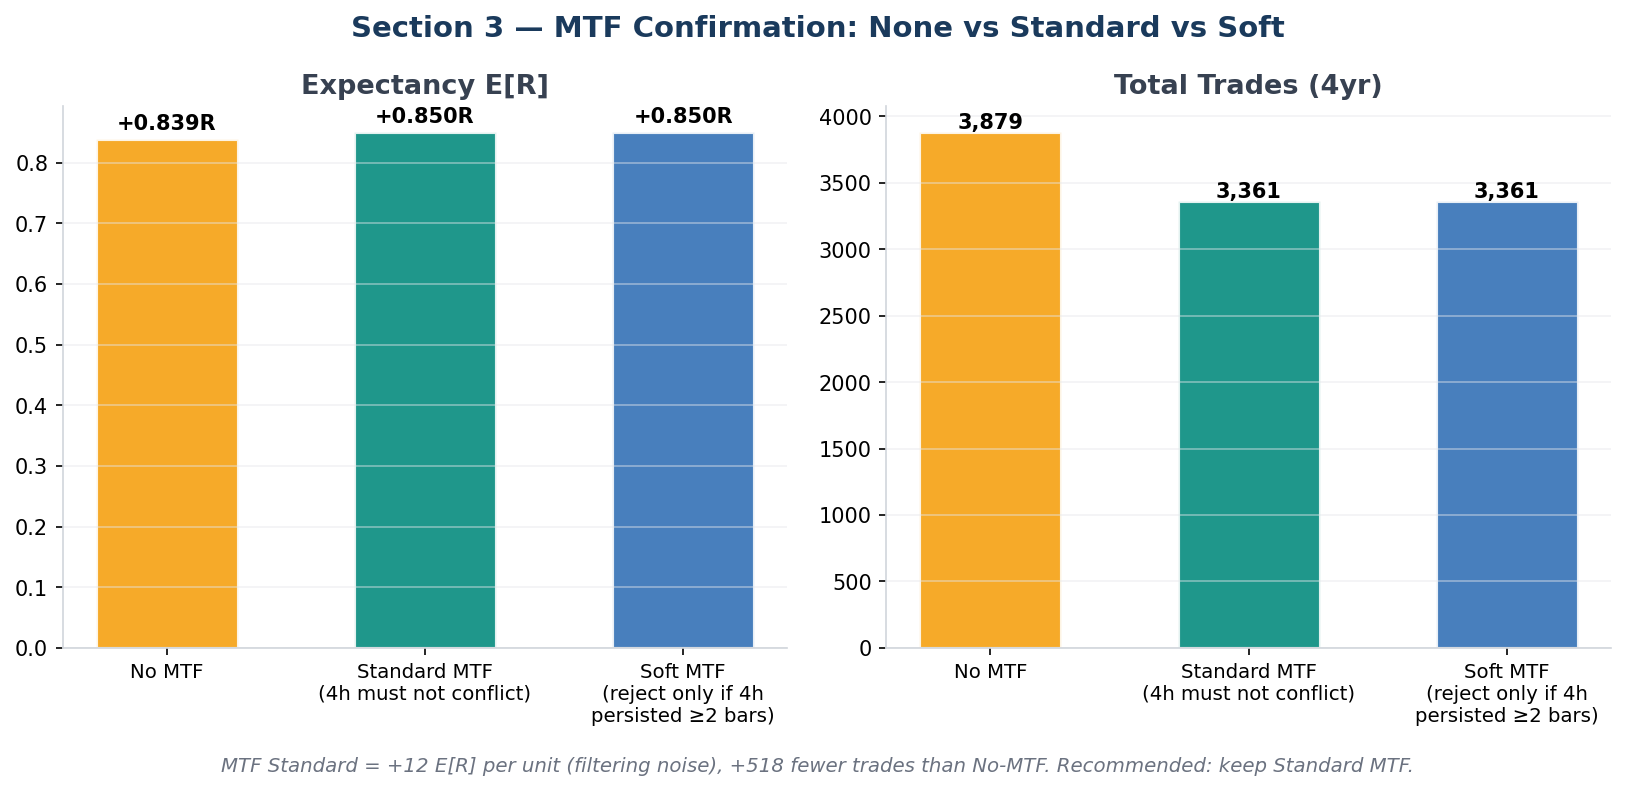 Section 3 — MTF Confirmation: None vs Standard vs Soft
Expectancy E[R]
+0.839R
+0.850R
+0.850R
0.8
0.7
0.6
0.5
0.4
0.3
0.2
0.1
0.0
No MTF
Standard MTF
(4h must not conflict)
Soft MTF
(reject only if 4h
persisted ≥2 bars)
Total Trades (4yr)
3,879
3,361
3,361
4000
3500
3000
2500
2000
1500
1000
500
0
No MTF
Standard MTF
(4h must not conflict)
Soft MTF
(reject only if 4h
persisted ≥2 bars)
MTF Standard = +12 E[R] per unit (filtering noise), +518 fewer trades than No-MTF. Recommended: keep Standard MTF.